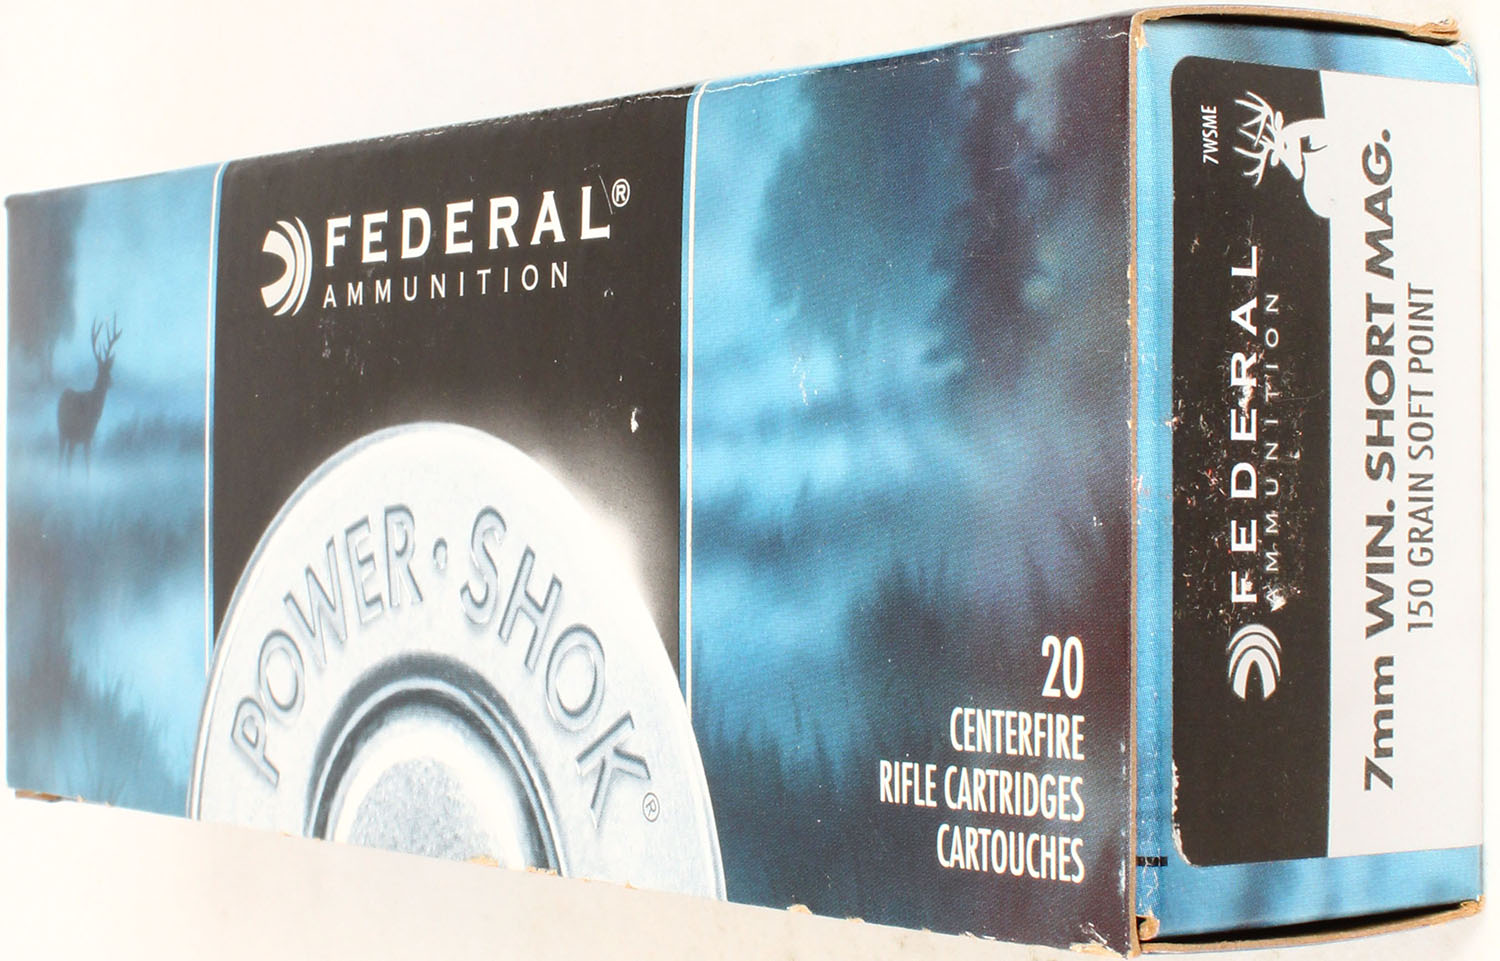 FEDERAL®
AMMUNITION
POWER·SHOK®
20
CENTERFIRE
RIFLE CARTRIDGES
CARTOUCHES
7WSME
FEDERAL
AMMUNITION
7mm WIN. SHORT MAG.
150 GRAIN SOFT POINT